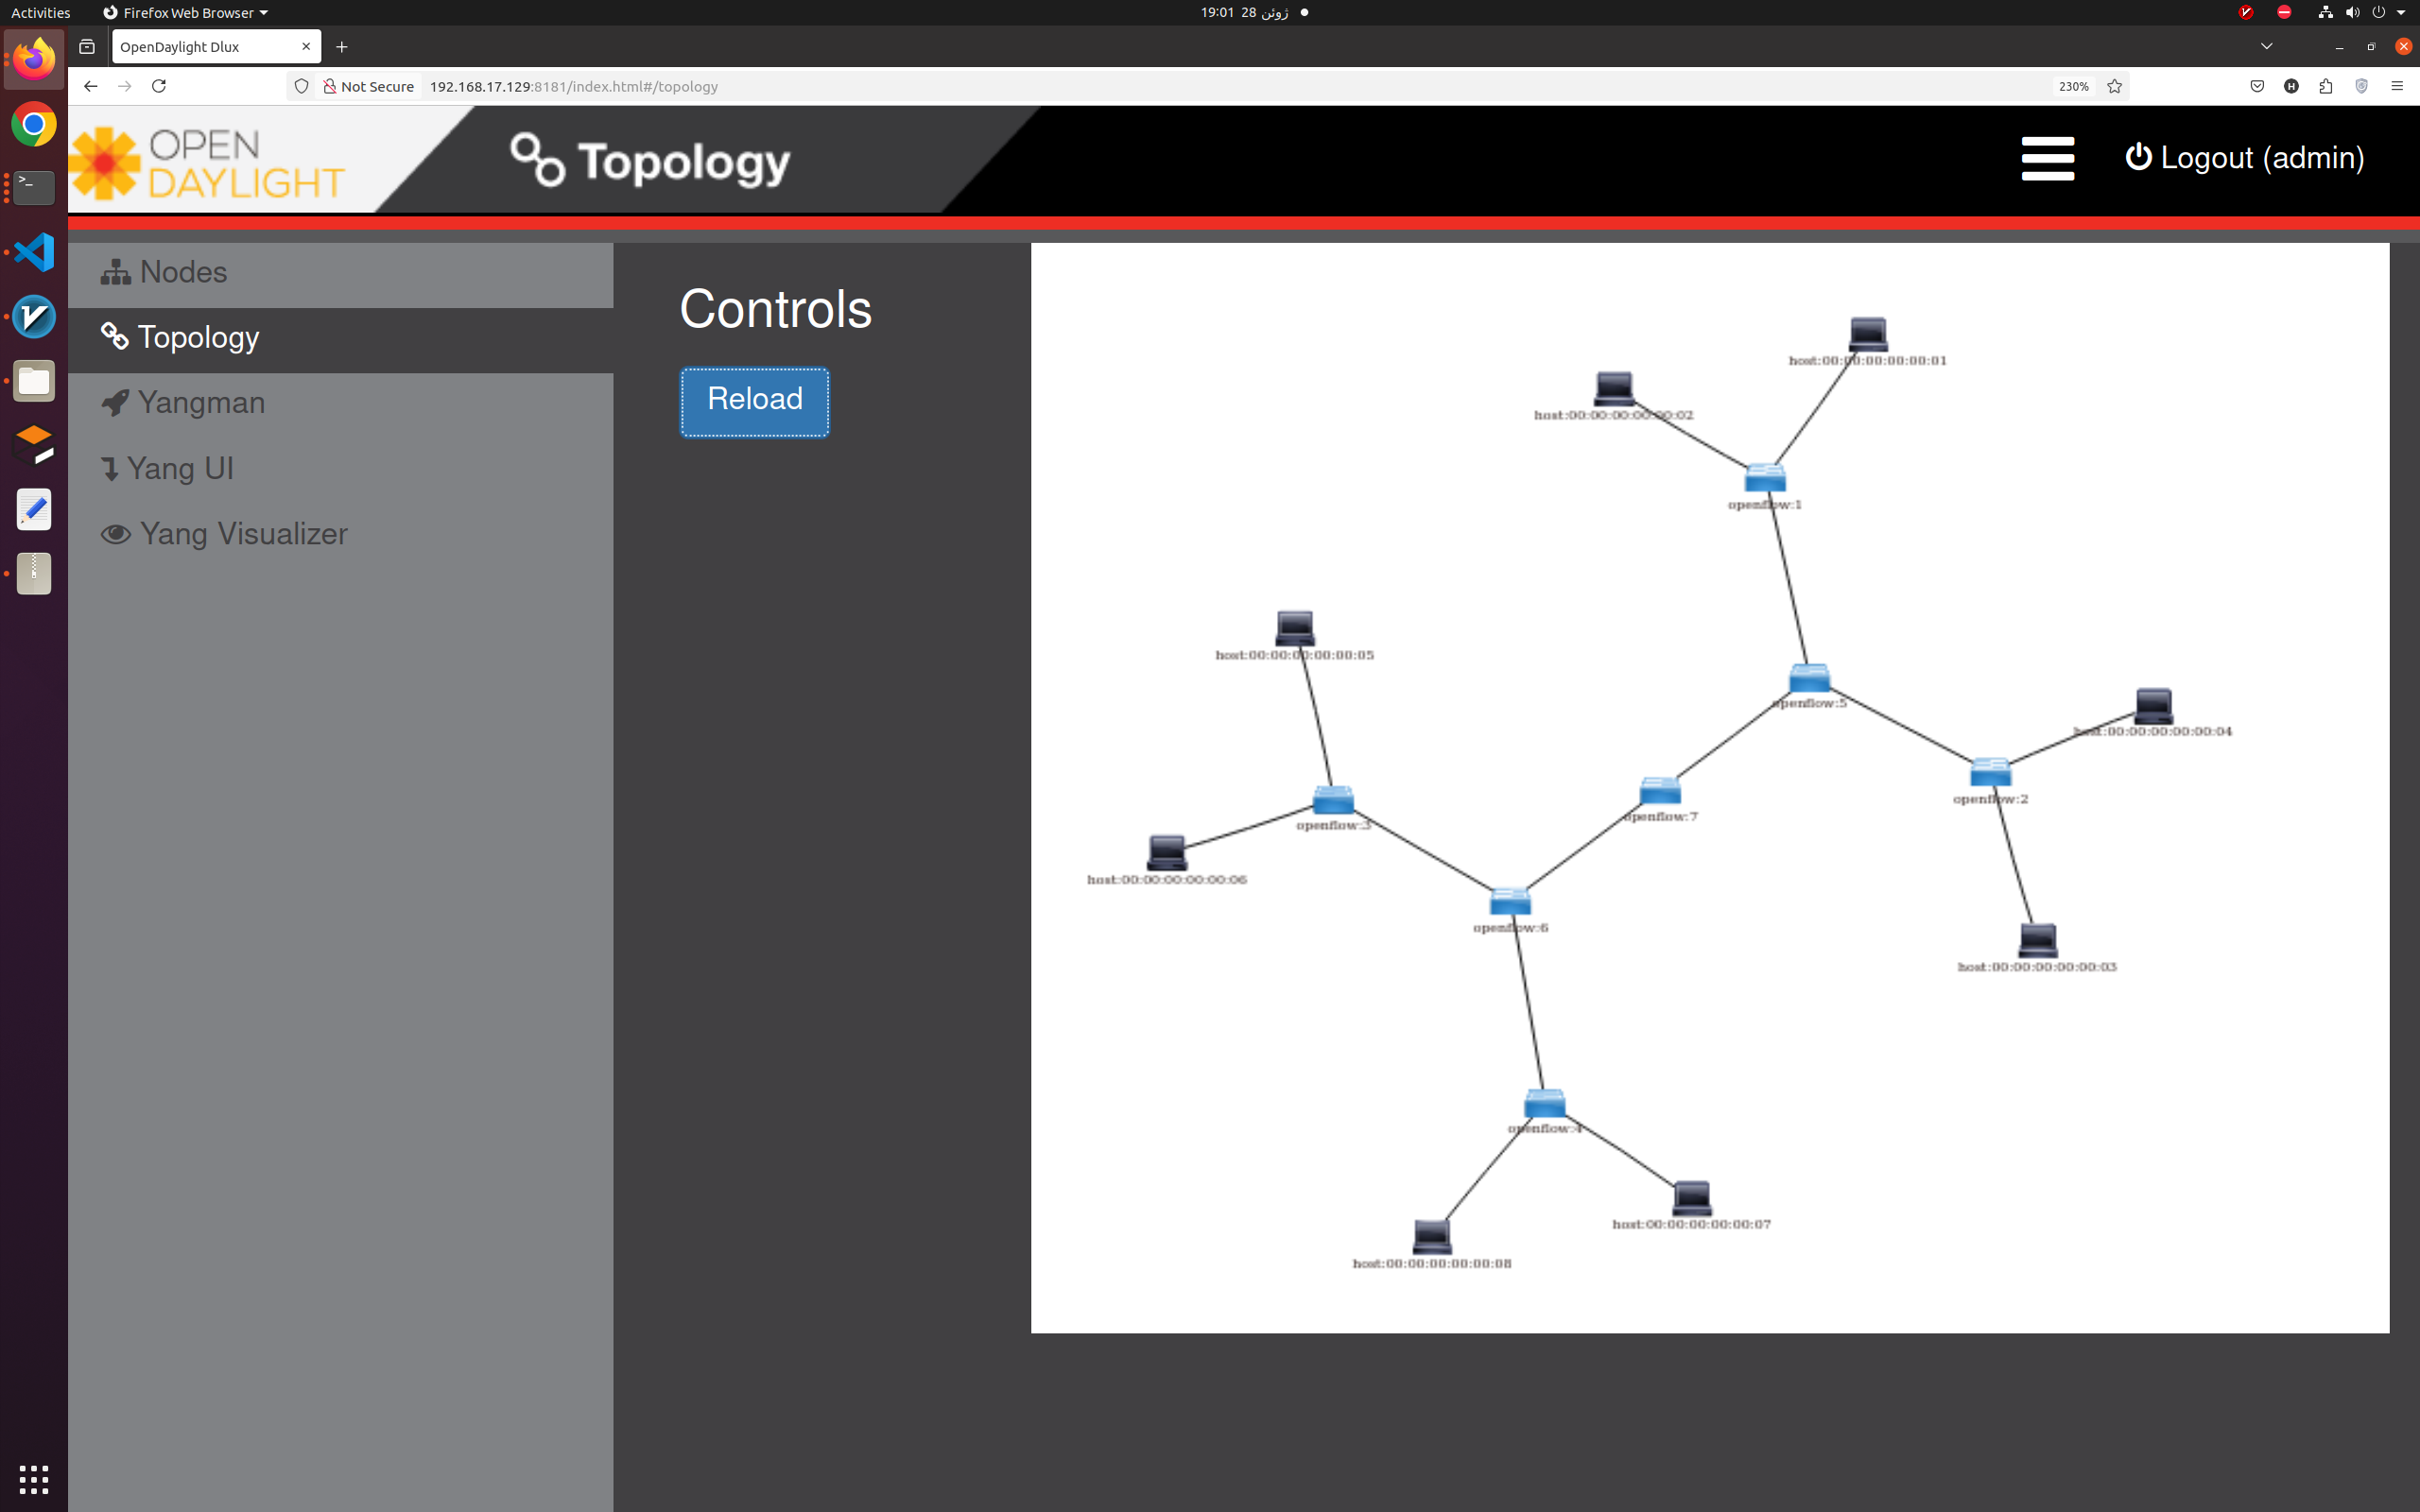 Activities
Firefox Web Browser
19:01 28 ژوئن
OpenDaylight Dlux
Not Secure
192.168.17.129:8181/index.html#/topology
230%
H
OPEN
DAYLIGHT
Topology
Logout (admin)
Nodes
Topology
Yangman
Yang UI
Yang Visualizer
Controls
Reload
host:00:00:00:00:00:01
host:00:00:00:00:00:02
openflow:1
host:00:00:00:00:00:05
openflow:5
host:00:00:00:00:00:04
openflow:2
openflow:7
openflow:3
host:00:00:00:00:00:06
openflow:6
host:00:00:00:00:00:03
openflow:4
host:00:00:00:00:00:07
host:00:00:00:00:00:08